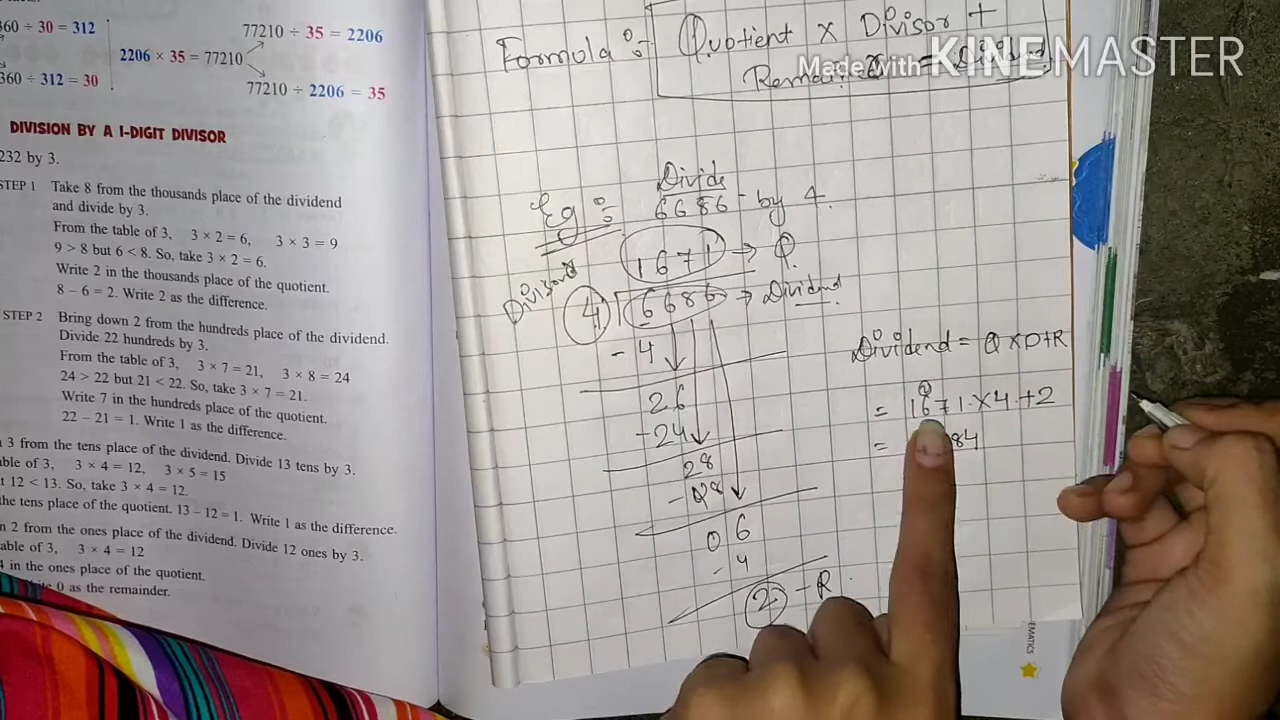 360 ÷ 30 = 312
360 ÷ 312 = 30
2206 × 35 = 77210
77210 ÷ 35 = 2206
77210 ÷ 2206 = 35
DIVISION BY A 1-DIGIT DIVISOR
232 by 3.
STEP 1 Take 8 from the thousands place of the dividend
and divide by 3.
From the table of 3, 3 × 2 = 6, 3 × 3 = 9
9 > 8 but 6 < 8. So, take 3 × 2 = 6.
Write 2 in the thousands place of the quotient.
8 – 6 = 2. Write 2 as the difference.
STEP 2 Bring down 2 from the hundreds place of the dividend.
Divide 22 hundreds by 3.
From the table of 3, 3 × 7 = 21, 3 × 8 = 24
24 > 22 but 21 < 22. So, take 3 × 7 = 21.
Write 7 in the hundreds place of the quotient.
22 – 21 = 1. Write 1 as the difference.
3 from the tens place of the dividend. Divide 13 tens by 3.
able of 3, 3 × 4 = 12, 3 × 5 = 15
12 < 13. So, take 3 × 4 = 12.
the tens place of the quotient. 13 – 12 = 1. Write 1 as the difference.
2 from the ones place of the dividend. Divide 12 ones by 3.
able of 3, 3 × 4 = 12
4 in the ones place of the quotient.
0 as the remainder.
Formula :- Quotient × Divisor +
Made with KINEMASTER
Eg :- Divide
6686 by 4.
1671 → Q
Divisor 4 6686 → Dividend
- 4
26
-24
28
- 28
06
- 4
2 - R
Dividend = Q × D + R
2
= 1671 × 4 + 2
= 84
MATICS